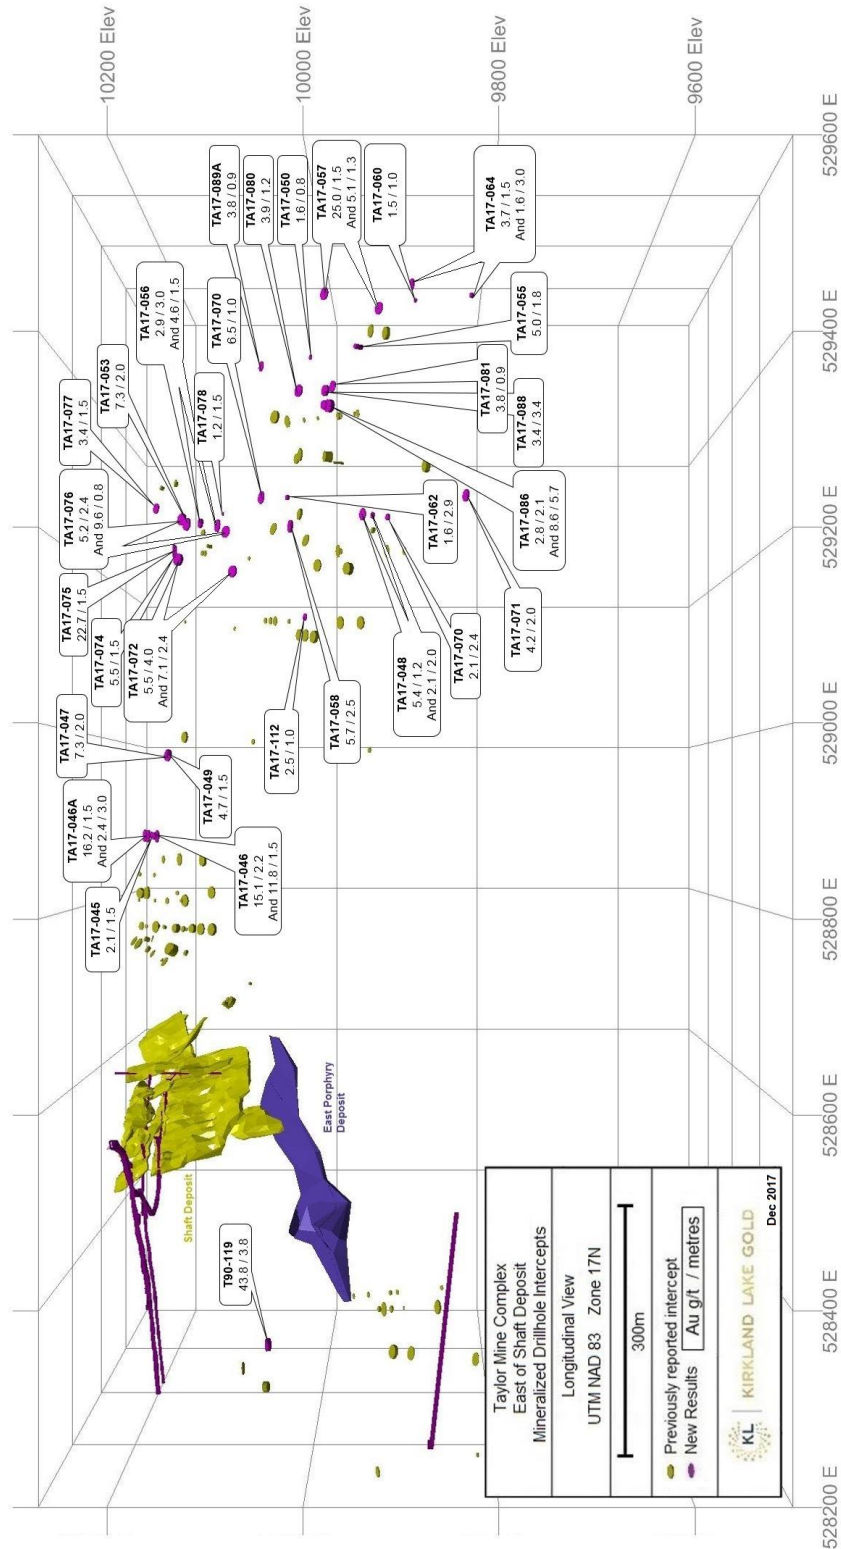 10200 Elev
10000 Elev
9800 Elev
9600 Elev
TA17-045
2.1 / 1.5
TA17-046A
16.2 / 1.5
And 2.4 / 3.0
TA17-046
15.1 / 2.2
And 11.8 / 1.5
TA17-047
7.3 / 2.0
TA17-049
4.7 / 1.5
TA17-074
5.5 / 1.5
TA17-072
5.5 / 4.0
And 7.1 / 2.4
TA17-075
22.7 / 1.5
TA17-076
5.2 / 2.4
And 9.6 / 0.8
TA17-077
3.4 / 1.5
TA17-053
7.3 / 2.0
TA17-056
2.9 / 3.0
And 4.6 / 1.5
TA17-078
1.2 / 1.5
TA17-070
6.5 / 1.0
TA17-089A
3.8 / 0.9
TA17-080
3.9 / 1.2
TA17-050
1.6 / 0.8
TA17-057
25.0 / 1.5
And 5.1 / 1.3
TA17-060
1.5 / 1.0
TA17-064
3.7 / 1.5
And 1.6 / 3.0
TA17-055
5.0 / 1.8
TA17-081
3.8 / 0.9
TA17-088
3.4 / 3.4
TA17-086
2.8 / 2.1
And 8.6 / 5.7
TA17-062
1.6 / 2.9
TA17-071
4.2 / 2.0
TA17-070
2.1 / 2.4
TA17-048
5.4 / 1.2
And 2.1 / 2.0
TA17-058
5.7 / 2.5
TA17-112
2.5 / 1.0
T90-119
43.8 / 3.8
Shaft Deposit
East Porphyry
Deposit
Taylor Mine Complex
East of Shaft Deposit
Mineralized Drillhole Intercepts
Longitudinal View
UTM NAD 83 Zone 17N
300m
Previously reported intercept
New Results Au g/t / metres
KL KIRKLAND LAKE GOLD
Dec 2017
528200 E
528400 E
528600 E
528800 E
529000 E
529200 E
529400 E
529600 E